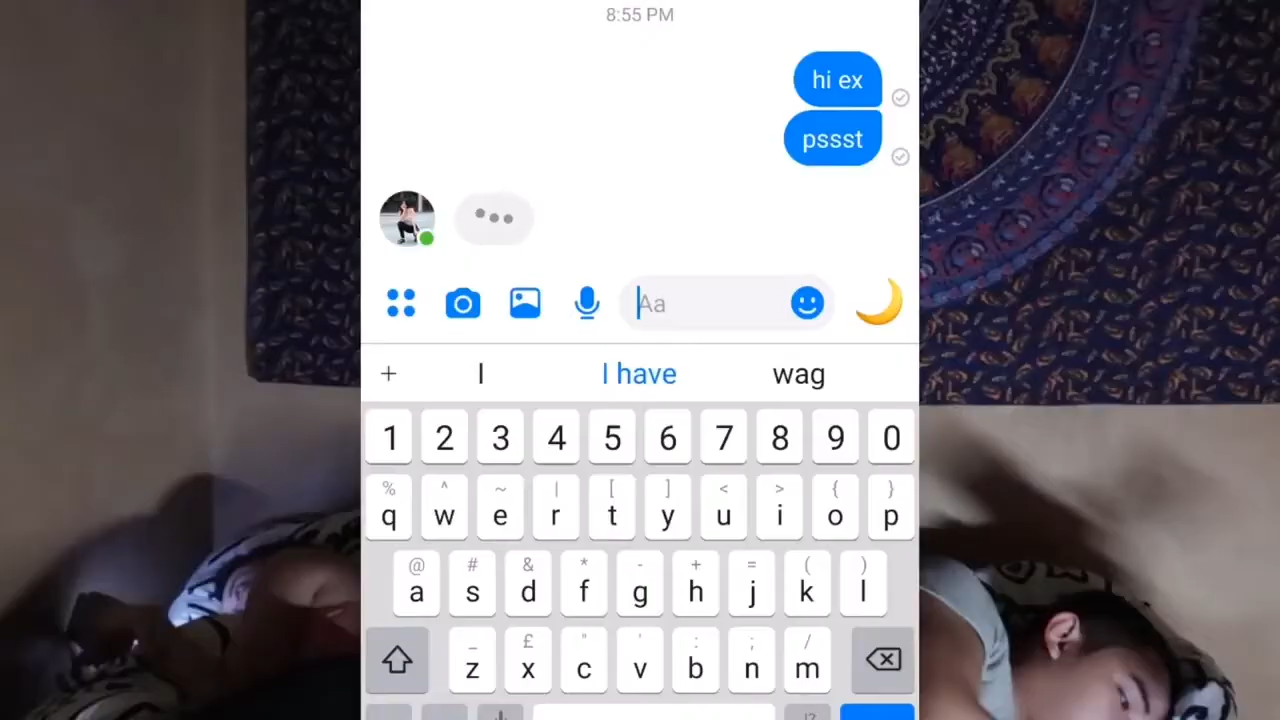 8:55 PM
hi ex
pssst
Aa
+ I I have wag
1 2 3 4 5 6 7 8 9 0
% ^ ~ | [ ] < > { }
q w e r t y u i o p
@ # & * - + = ( )
a s d f g h j k l
_ £ " ' : ; /
z x c v b n m
!?